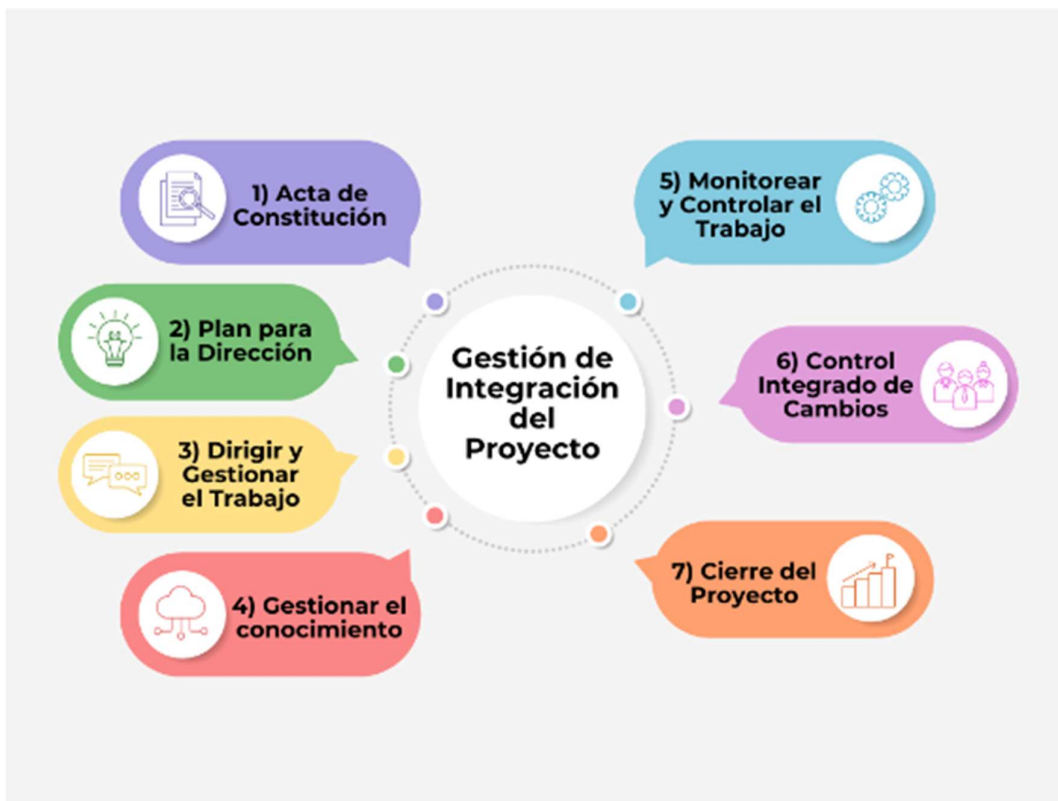 1) Acta de
Constitución
2) Plan para
la Dirección
3) Dirigir y
Gestionar
el Trabajo
4) Gestionar el
conocimiento
Gestión de
Integración
del
Proyecto
5) Monitorear
y Controlar el
Trabajo
6) Control
Integrado de
Cambios
7) Cierre del
Proyecto